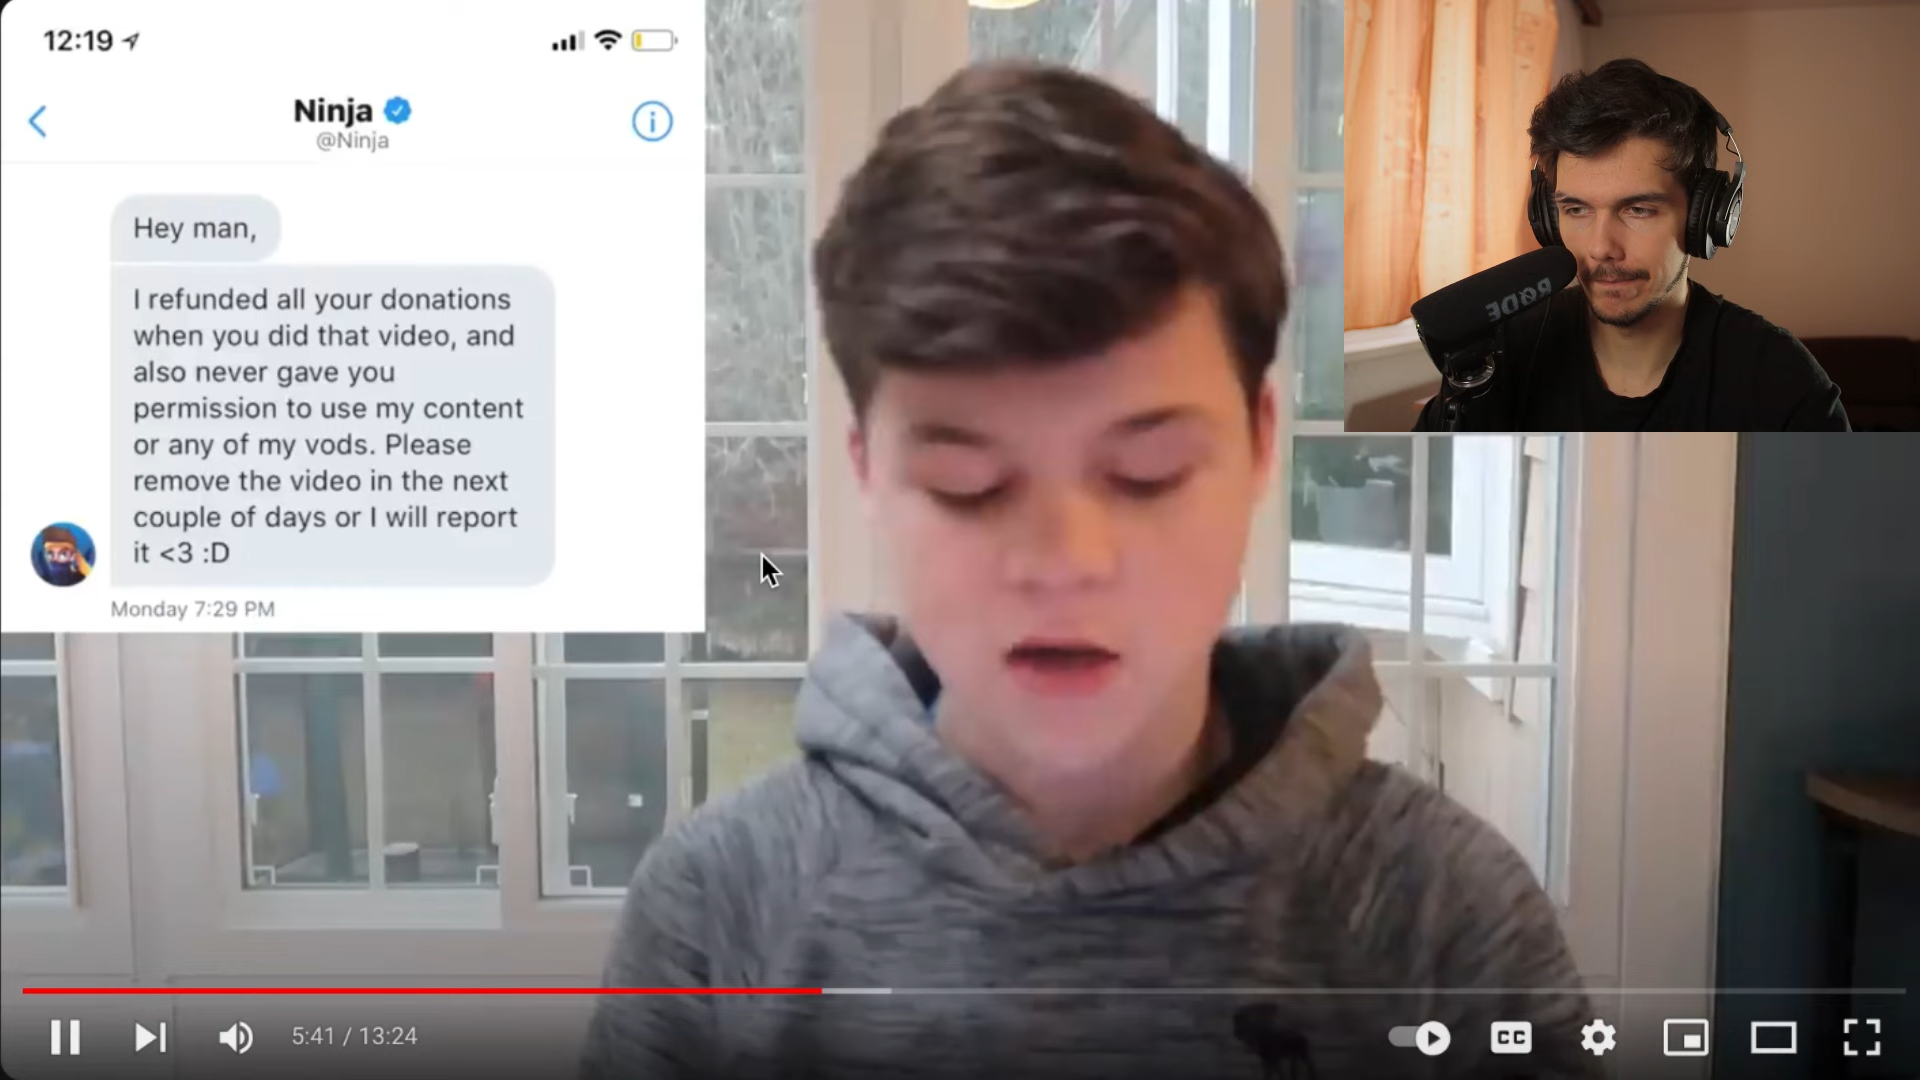 12:19
Ninja
@Ninja
Hey man,
I refunded all your donations
when you did that video, and
also never gave you
permission to use my content
or any of my vods. Please
remove the video in the next
couple of days or I will report
it <3 :D
Monday 7:29 PM
RØDE
5:41 / 13:24
CC